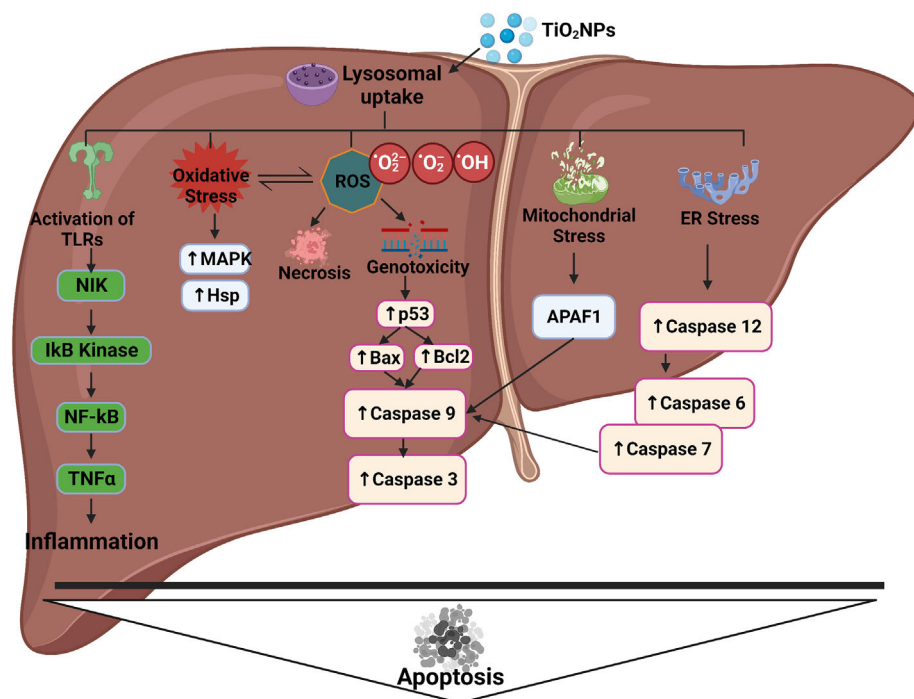 TiO₂NPs
Lysosomal
uptake
Activation of
TLRs
NIK
IkB Kinase
NF-kB
TNFα
Inflammation
Oxidative
Stress
↑MAPK
↑Hsp
ROS
•O₂²⁻
•O₂⁻
•OH
Necrosis
Genotoxicity
↑p53
↑Bax
↑Bcl2
↑Caspase 9
↑Caspase 3
Mitochondrial
Stress
APAF1
ER Stress
↑Caspase 12
↑Caspase 6
↑Caspase 7
Apoptosis